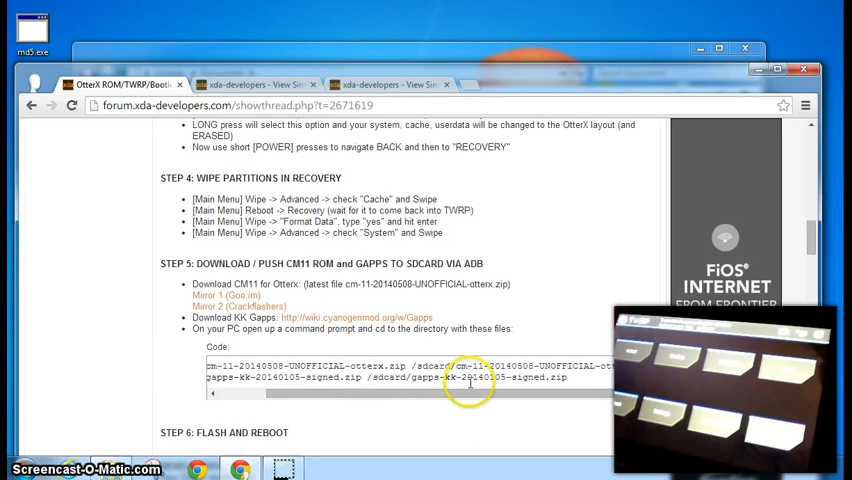 md5.exe
OtterX ROM/TWRP/Bootl
xda-developers - View Sin
xda-developers - View Sin
forum.xda-developers.com/showthread.php?t=2671619
LONG press will select this option and your system, cache, userdata will be changed to the OtterX layout (and
ERASED)
Now use short [POWER] presses to navigate BACK and then to "RECOVERY"
STEP 4: WIPE PARTITIONS IN RECOVERY
[Main Menu] Wipe -> Advanced -> check "Cache" and Swipe
[Main Menu] Reboot -> Recovery (wait for it to come back into TWRP)
[Main Menu] Wipe -> "Format Data", type "yes" and hit enter
[Main Menu] Wipe -> Advanced -> check "System" and Swipe
STEP 5: DOWNLOAD / PUSH CM11 ROM and GAPPS TO SDCARD VIA ADB
Download CM11 for Otterx: (latest file cm-11-20140508-UNOFFICIAL-otterx.zip)
Mirror 1 (Goo.im)
Mirror 2 (Crackflashers)
Download KK Gapps: http://wiki.cyanogenmod.org/w/Gapps
On your PC open up a command prompt and cd to the directory with these files:
Code:
cm-11-20140508-UNOFFICIAL-otterx.zip /sdcard/cm-11-20140508-UNOFFICIAL-ott
gapps-kk-20140105-signed.zip /sdcard/gapps-kk-20140105-signed.zip
STEP 6: FLASH AND REBOOT
FiOS
INTERNET
FROM FRONTIER
Screencast-O-Matic.com